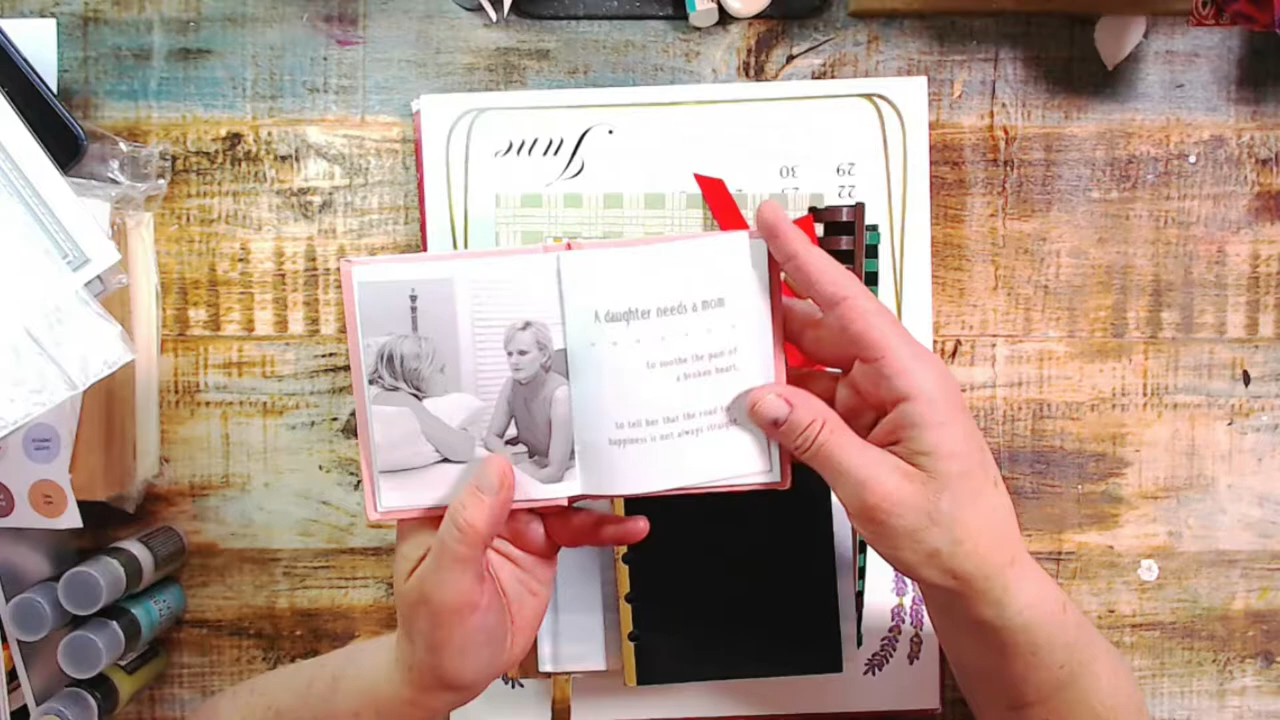 June
30
29
22
A daughter needs a mom
to soothe the pain of
a broken heart.
to tell her that the road to
happiness is not always straight.